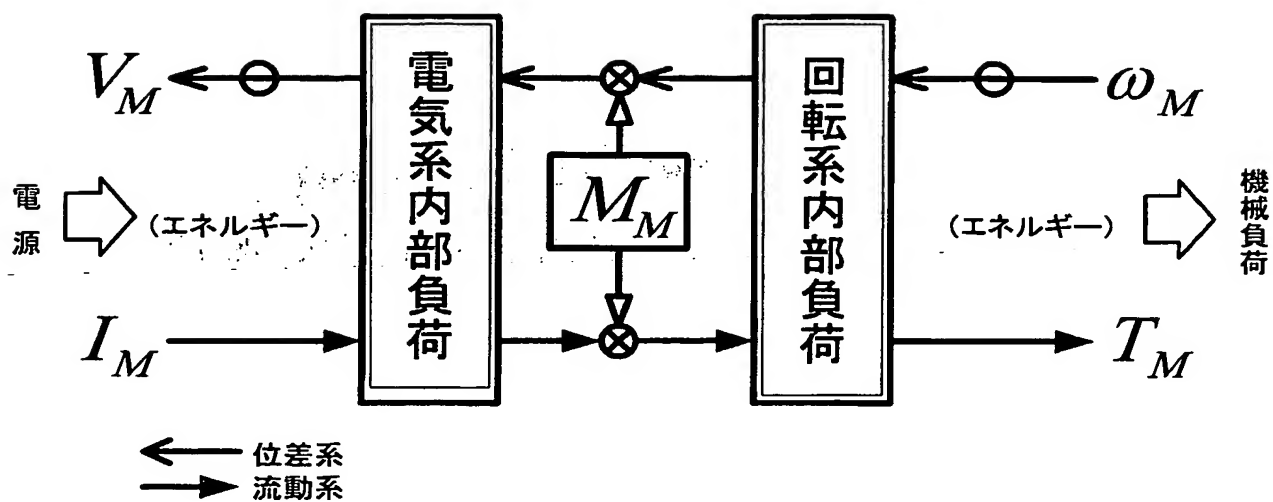 V_M
電気系内部負荷
回転系内部負荷
ω_M
電源
(エネルギー)
M_M
(エネルギー)
機械負荷
I_M
T_M
位差系
流動系